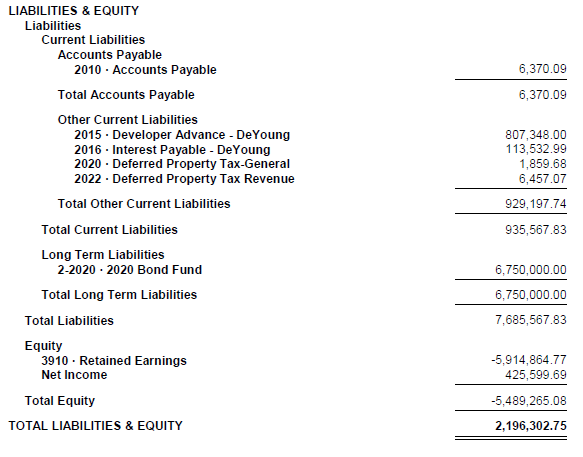 LIABILITIES & EQUITY
Liabilities
Current Liabilities
Accounts Payable
2010 · Accounts Payable 6,370.09
Total Accounts Payable 6,370.09
Other Current Liabilities
2015 · Developer Advance - DeYoung 807,348.00
2016 · Interest Payable - DeYoung 113,532.99
2020 · Deferred Property Tax-General 1,859.68
2022 · Deferred Property Tax Revenue 6,457.07
Total Other Current Liabilities 929,197.74
Total Current Liabilities 935,567.83
Long Term Liabilities
2-2020 · 2020 Bond Fund 6,750,000.00
Total Long Term Liabilities 6,750,000.00
Total Liabilities 7,685,567.83
Equity
3910 · Retained Earnings -5,914,864.77
Net Income 425,599.69
Total Equity -5,489,265.08
TOTAL LIABILITIES & EQUITY 2,196,302.75